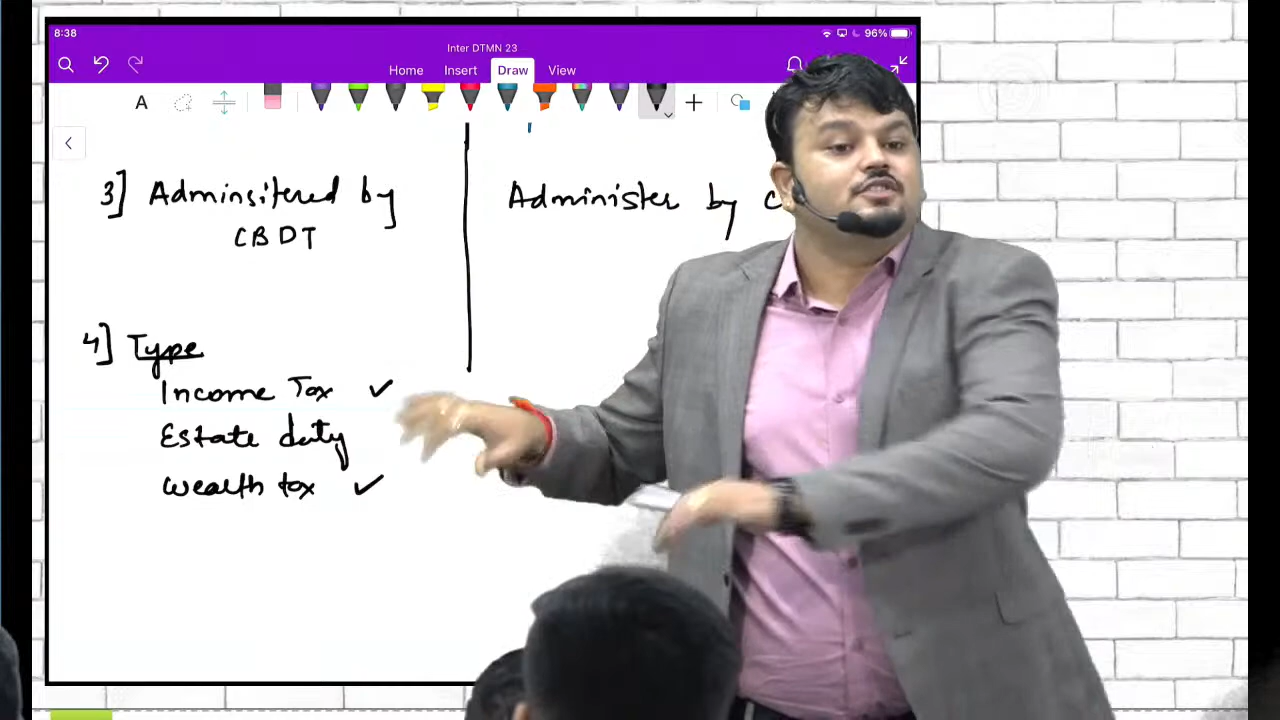 8:38
96%
Inter DTMN 23
Home Insert Draw View
A
3] Adminsitered by
CBDT
Administer by
4] Type
Income Tax ✓
Estate duty
Wealth tax ✓